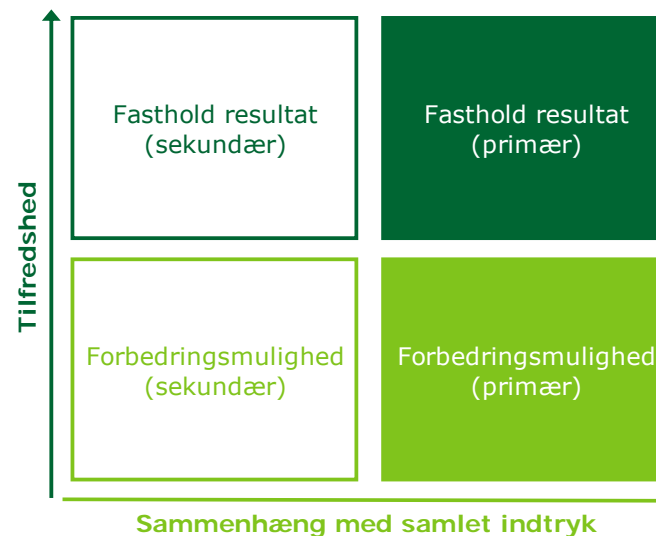 Fasthold resultat
(sekundær)
Fasthold resultat
(primær)
Tilfredshed
Forbedringsmulighed
(sekundær)
Forbedringsmulighed
(primær)
Sammenhæng med samlet indtryk